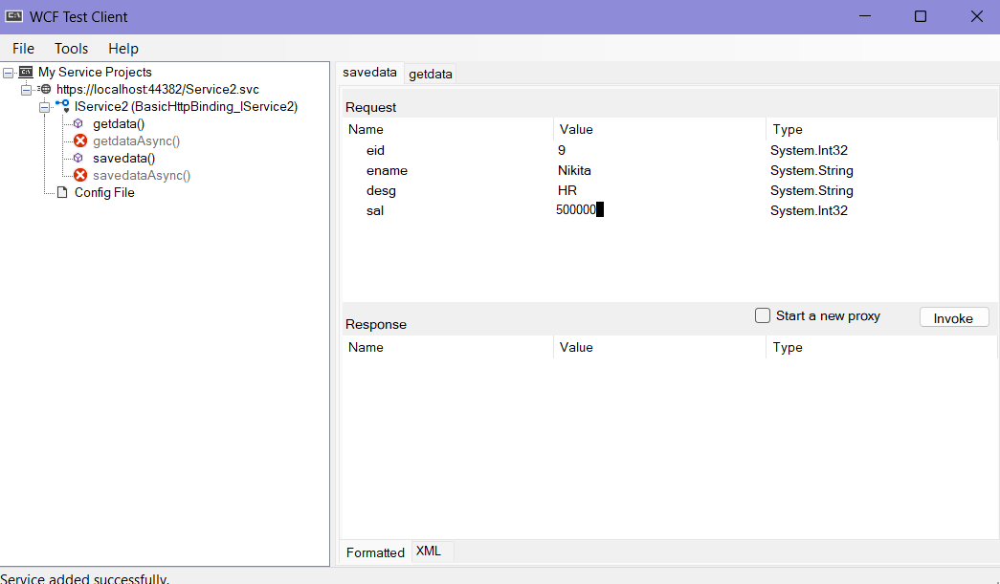 WCF Test Client
File Tools Help
My Service Projects
https://localhost:44382/Service2.svc
IService2 (BasicHttpBinding_IService2)
getdata()
getdataAsync()
savedata()
savedataAsync()
Config File
savedata getdata
Request
Name Value Type
eid 9 System.Int32
ename Nikita System.String
desg HR System.String
sal 500000 System.Int32
Start a new proxy Invoke
Response
Name Value Type
Formatted XML
Service added successfully.